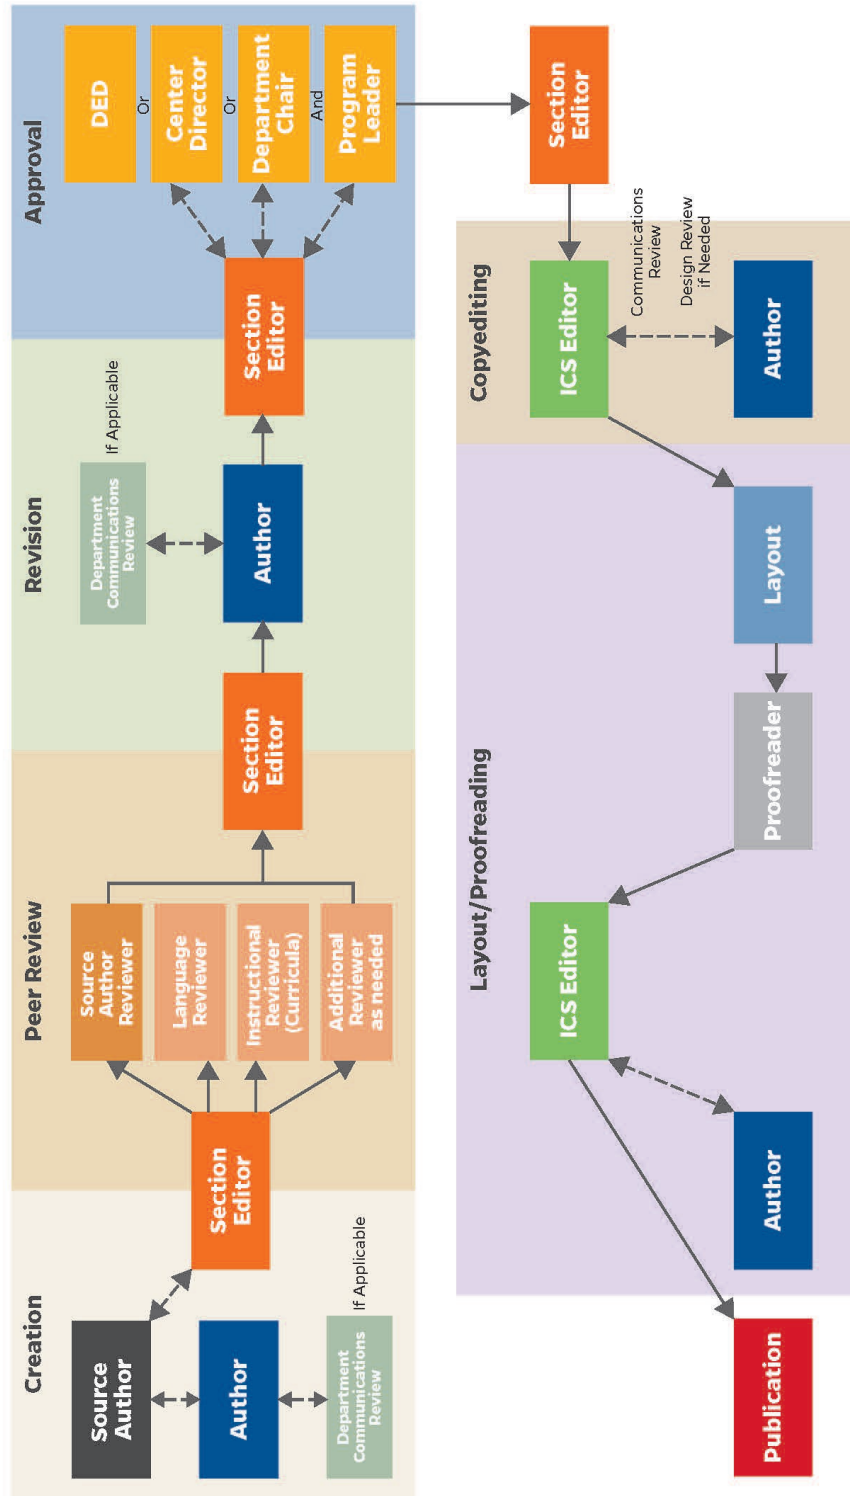 Creation
Source
Author
Author
Department
Communications
Review
If Applicable
Section
Editor
Peer Review
Source
Author
Reviewer
Language
Reviewer
Instructional
Reviewer
(Curricula)
Additional
Reviewer
as needed
Section
Editor
Revision
Department
Communications
Review
If Applicable
Author
Section
Editor
Approval
DED
Or
Center
Director
Or
Department
Chair
And
Program
Leader
Section
Editor
Copyediting
ICS Editor
Communications
Review
Design Review
if Needed
Author
Layout/Proofreading
Layout
Proofreader
ICS Editor
Author
Publication